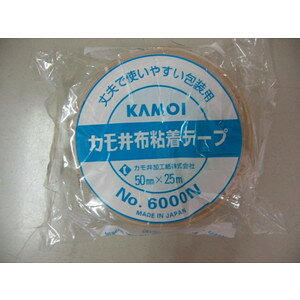 丈夫で使いやすい包装用
KAMOI
カモ井布粘着テープ
カモ井加工紙株式会社
50mm×25m
No. 6000N
MADE IN JAPAN